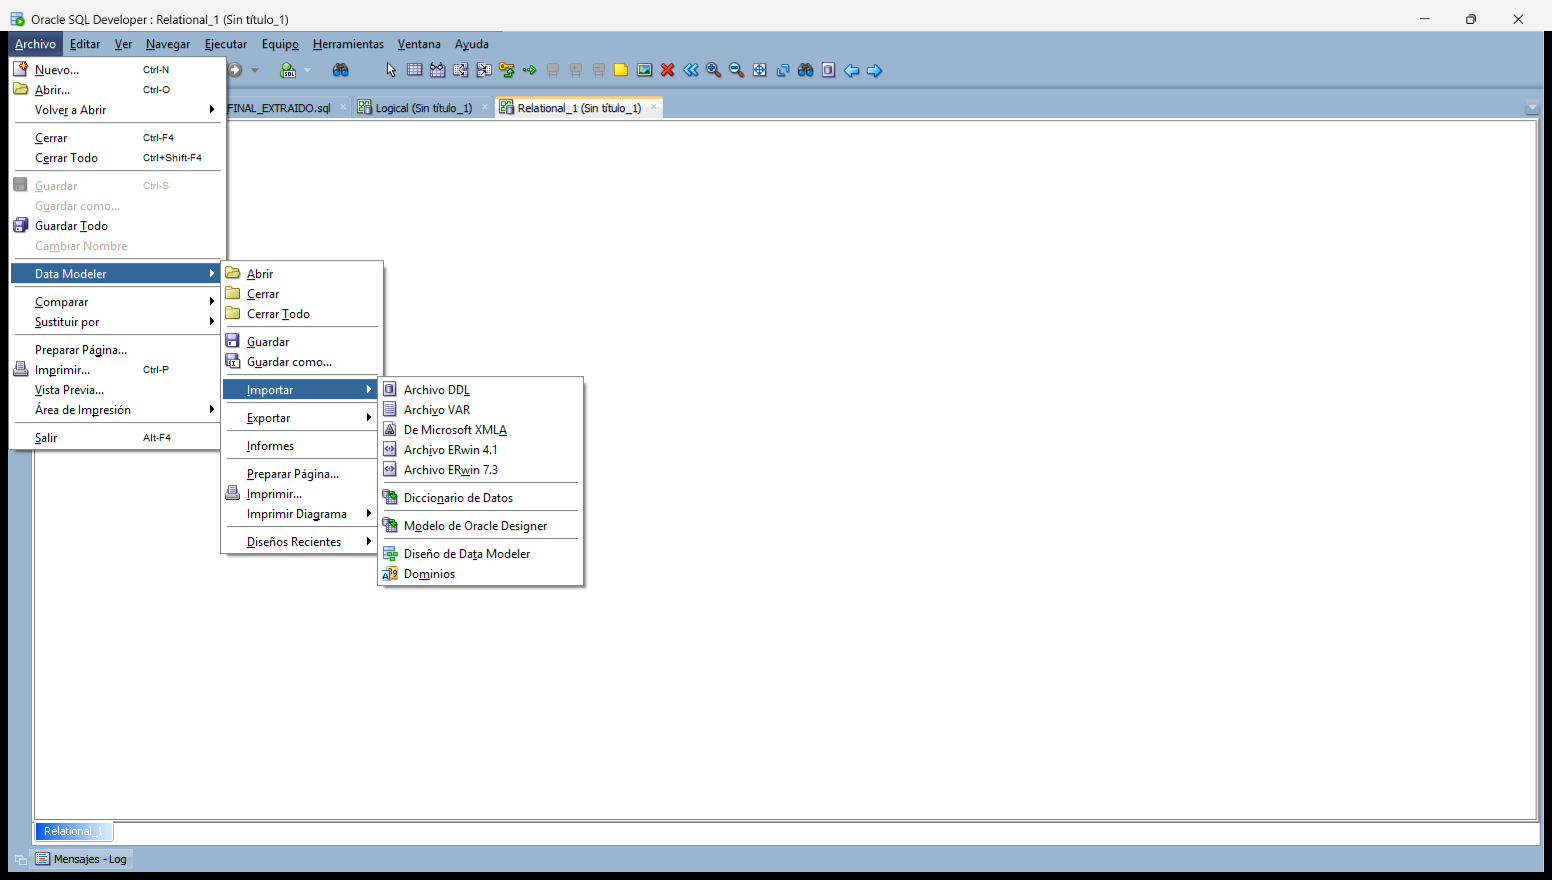 Oracle SQL Developer : Relational_1 (Sin título_1)
Archivo Editar Ver Navegar Ejecutar Equipo Herramientas Ventana Ayuda
Nuevo... Ctrl-N
Abrir... Ctrl-O
Volver a Abrir
FINAL_EXTRAIDO.sql Logical (Sin título_1) Relational_1 (Sin título_1)
Cerrar Ctrl-F4
Cerrar Todo Ctrl+Shift-F4
Guardar Ctrl-S
Guardar como...
Guardar Todo
Cambiar Nombre
Data Modeler
Comparar
Sustituir por
Preparar Página...
Imprimir... Ctrl-P
Vista Previa...
Área de Impresión
Salir Alt-F4
Abrir
Cerrar
Cerrar Todo
Guardar
Guardar como...
Importar
Exportar
Informes
Preparar Página...
Imprimir...
Imprimir Diagrama
Diseños Recientes
Archivo DDL
Archivo VAR
De Microsoft XMLA
Archivo ERwin 4.1
Archivo ERwin 7.3
Diccionario de Datos
Modelo de Oracle Designer
Diseño de Data Modeler
Dominios
Relational_1
Mensajes - Log